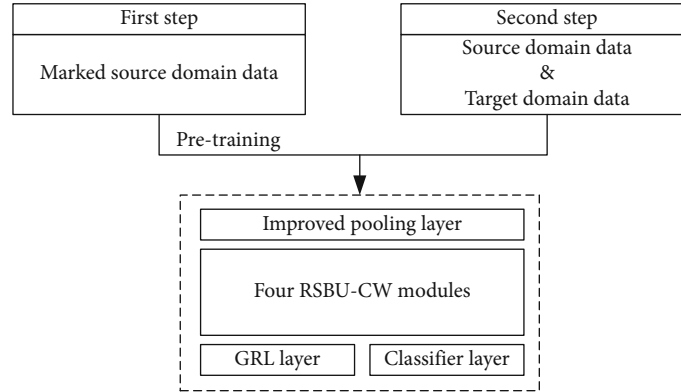 First step
Marked source domain data
Second step
Source domain data
&
Target domain data
Pre-training
Improved pooling layer
Four RSBU-CW modules
GRL layer
Classifier layer